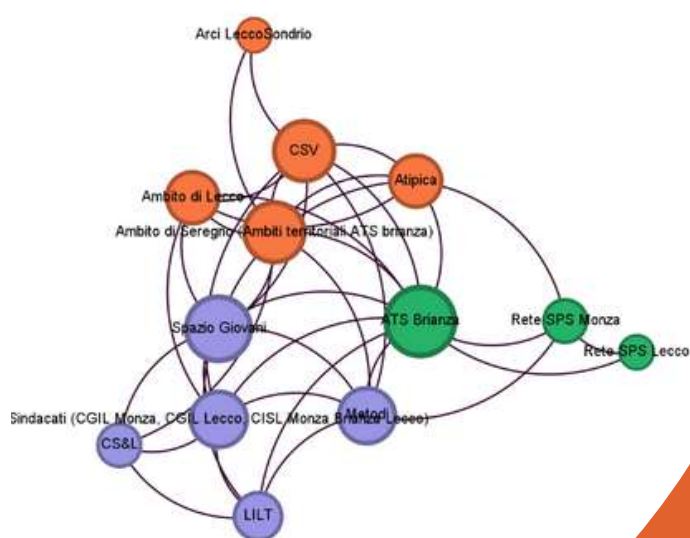 Arci LeccoSondrio
CSV
Atipica
Ambito di Lecco
Ambito di Seregno (Ambiti territoriali ATS brianza)
Spazio Giovani
ATS Brianza
Rete SPS Monza
Rete SPS Lecco
Metodi
Sindacati (CGIL Monza, CGIL Lecco, CISL Monza Brianza Lecco)
CS&L
LILT